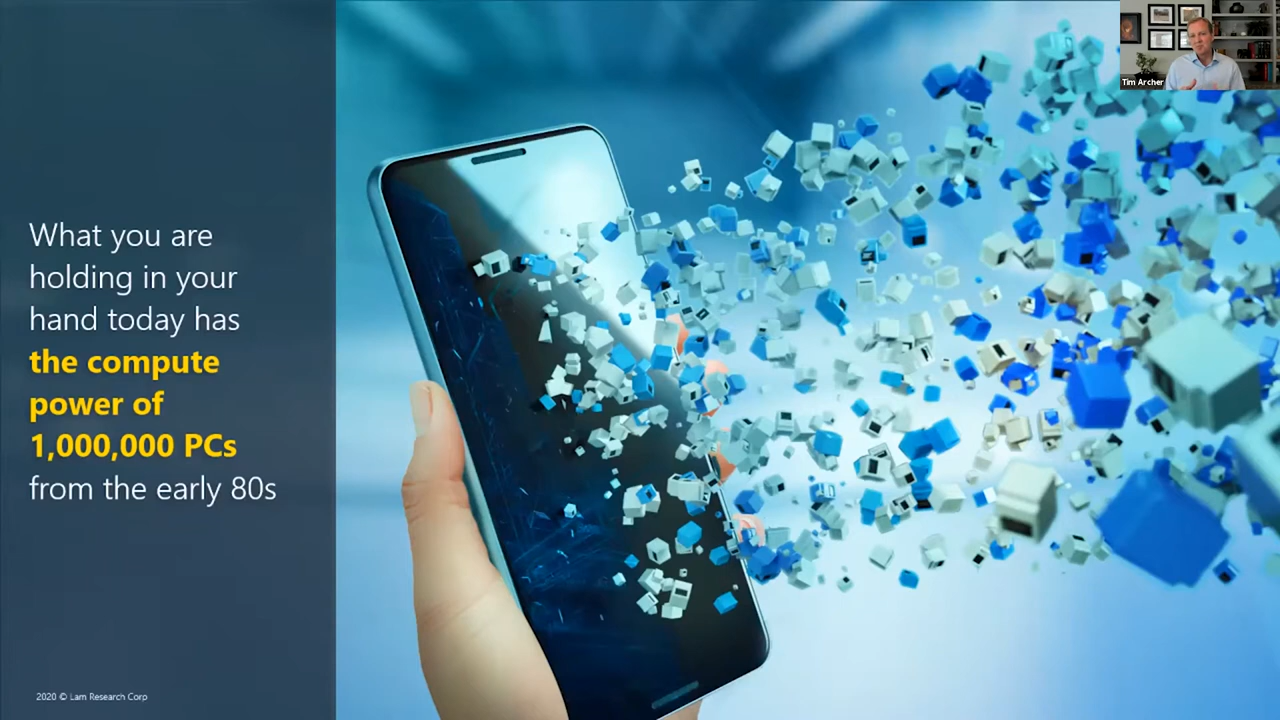 Tim Archer
What you are
holding in your
hand today has
the compute
power of
1,000,000 PCs
from the early 80s
2020 © Lam Research Corp